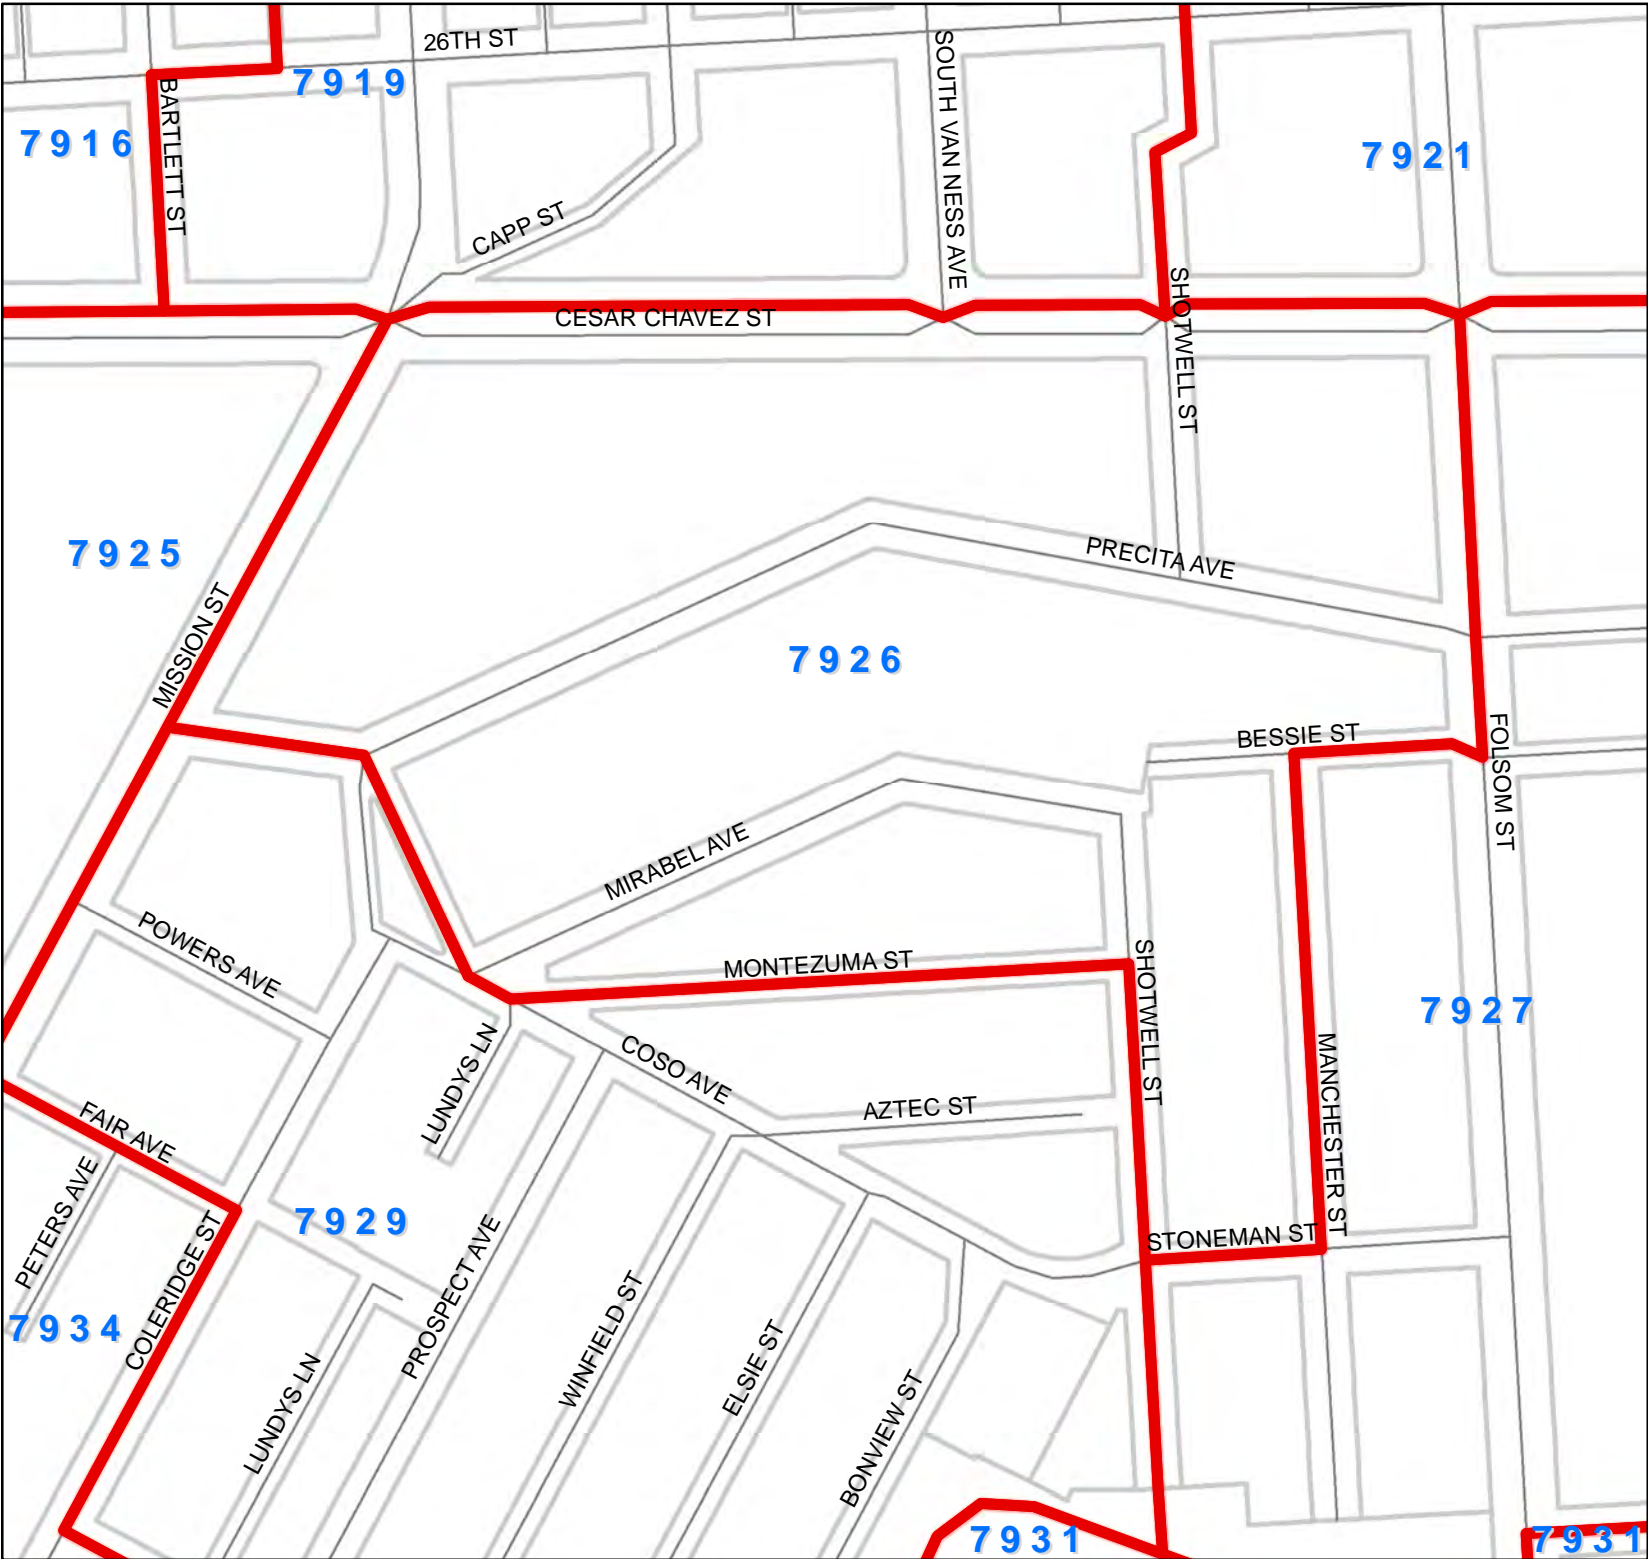 26TH ST
7919
BARTLETT ST
SOUTH VAN NESS AVE
7916
7921
CAPP ST
SHOTWELL ST
CESAR CHAVEZ ST
7925
PRECITA AVE
MISSION ST
7926
BESSIE ST
FOLSOM ST
MIRABEL AVE
POWERS AVE
MONTEZUMA ST
SHOTWELL ST
7927
LUNDYS LN
COSO AVE
MANCHESTER ST
AZTEC ST
FAIR AVE
PETERS AVE
7929
COLERIDGE ST
PROSPECT AVE
STONEMAN ST
7934
WINFIELD ST
ELSIE ST
LUNDYS LN
BONVIEW ST
7931
7931